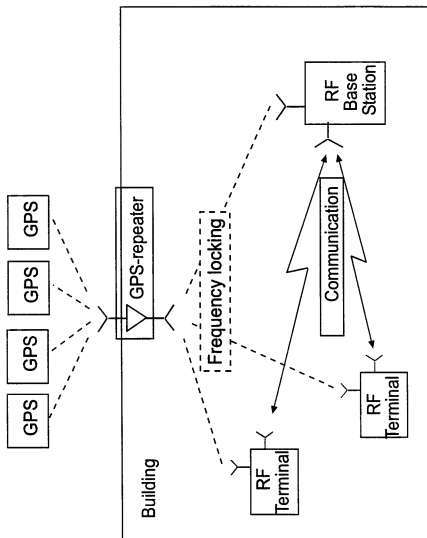 GPS
GPS
GPS
GPS
GPS-repeater
Building
Frequency locking
RF
Base
Station
Communication
RF
Terminal
RF
Terminal